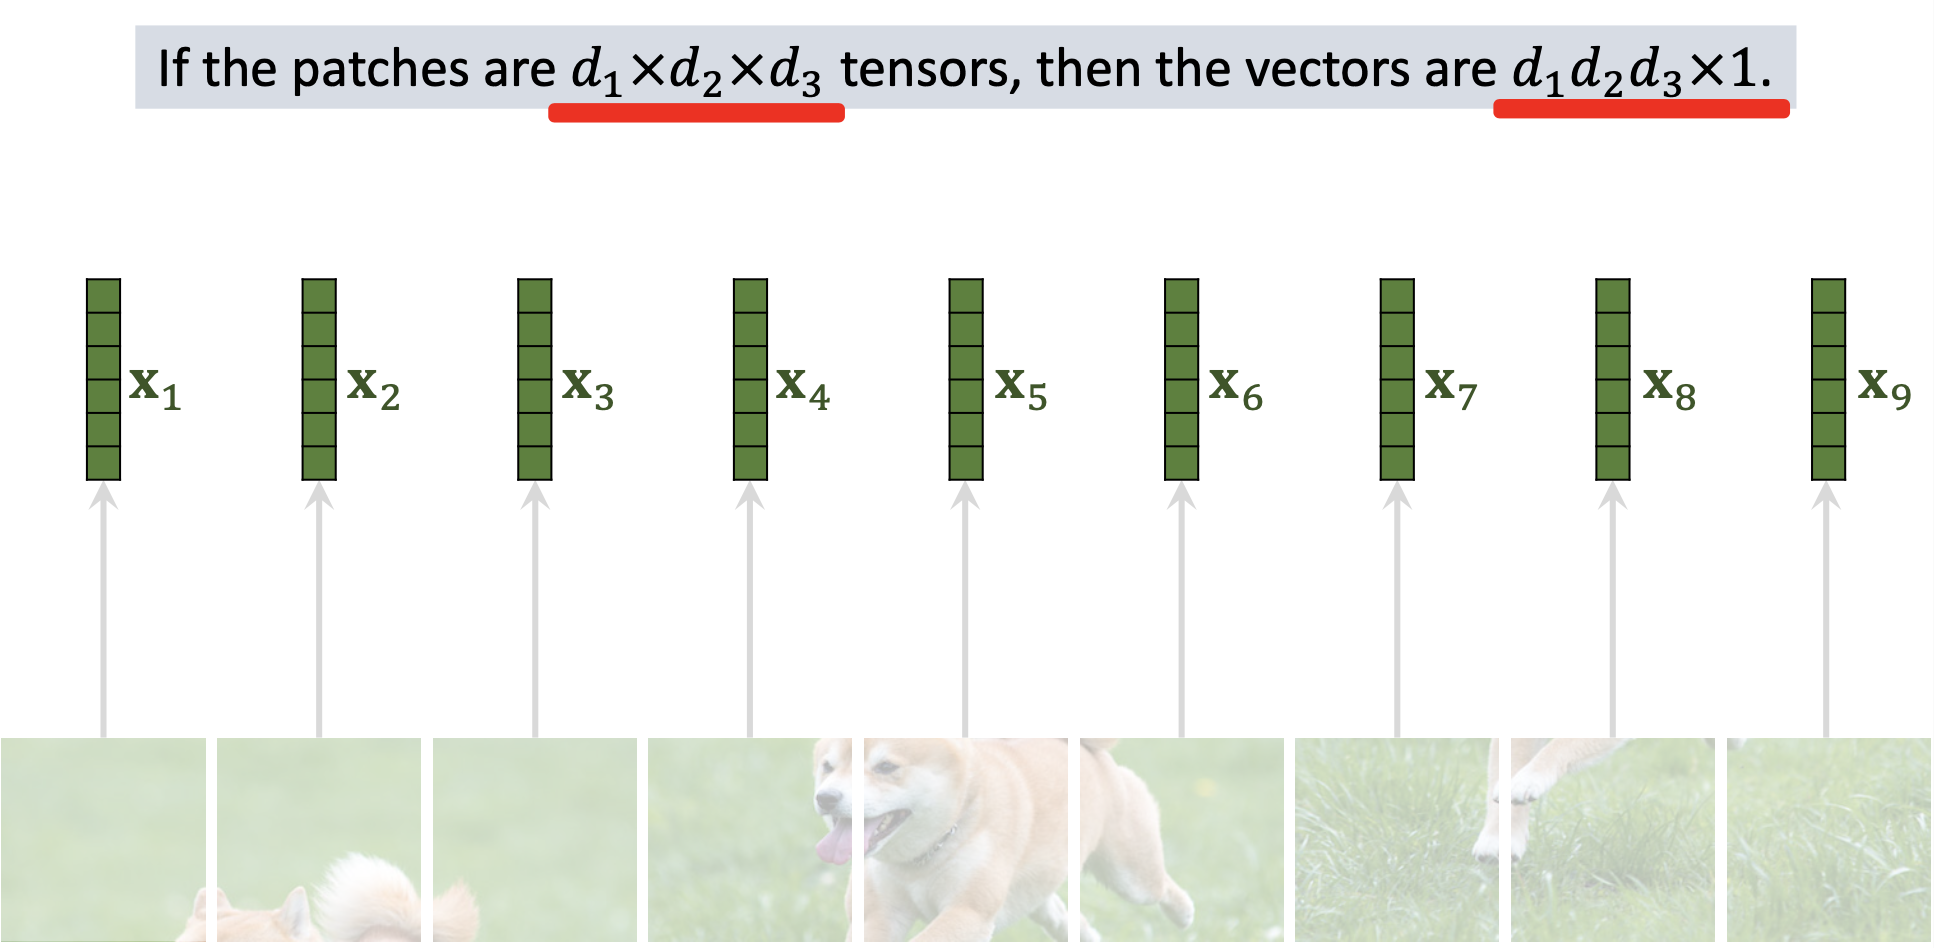 If the patches are d₁×d₂×d₃ tensors, then the vectors are d₁d₂d₃×1.
x₁ x₂ x₃ x₄ x₅ x₆ x₇ x₈ x₉